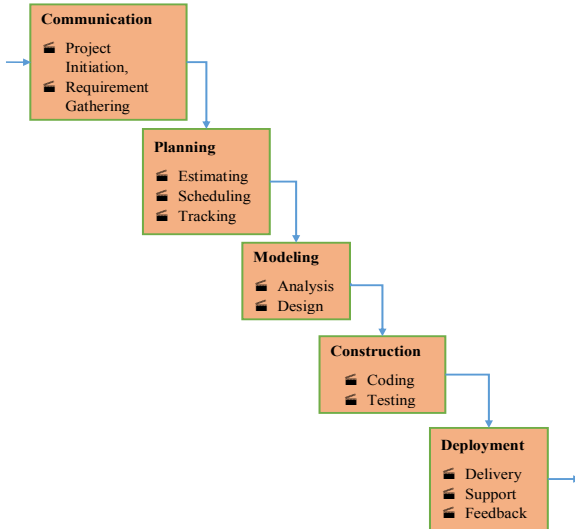 Communication
Project
Initiation,
Requirement
Gathering
Planning
Estimating
Scheduling
Tracking
Modeling
Analysis
Design
Construction
Coding
Testing
Deployment
Delivery
Support
Feedback